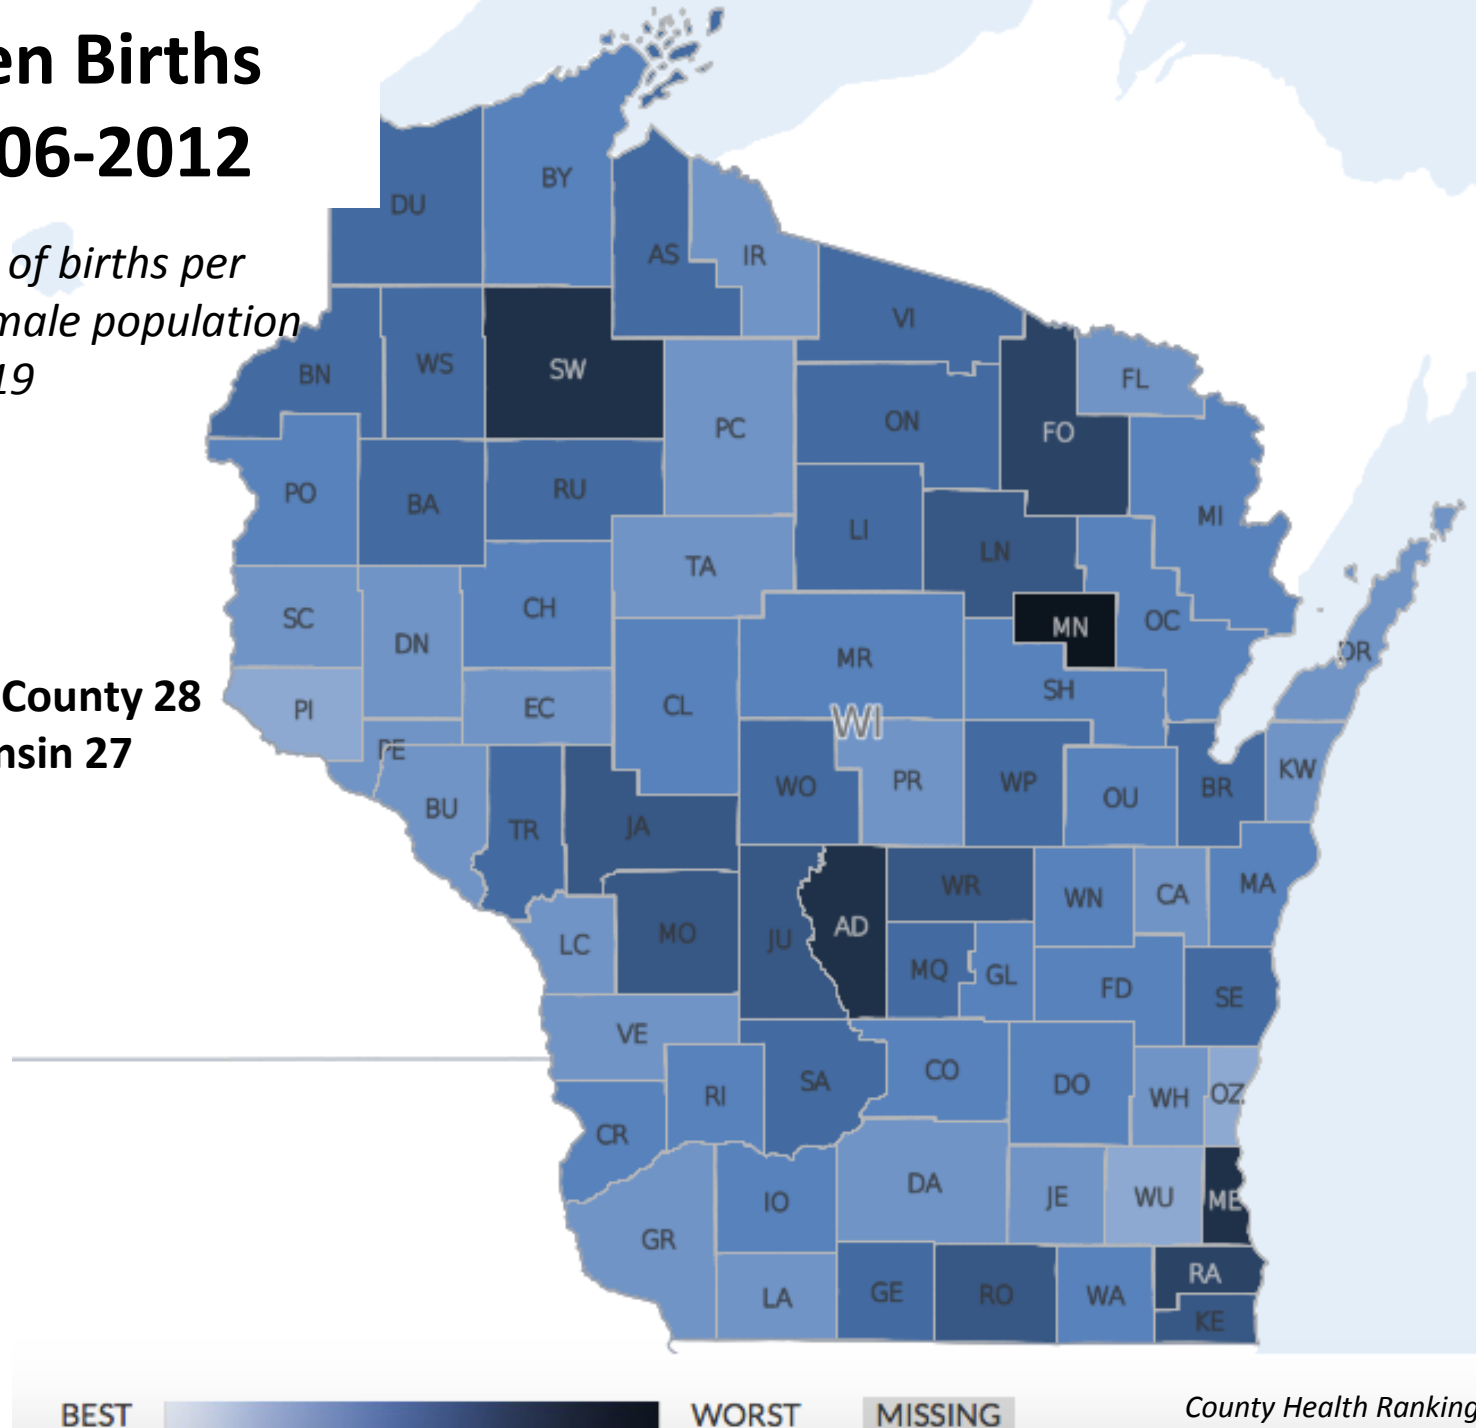 en Births
06-2012
of births per
male population
19
County 28
nsin 27
BY
DU
AS
IR
VI
BN
WS
SW
FL
PC
ON
FO
PO
BA
RU
LI
MI
LN
TA
SC
DN
CH
MN
OC
MR
DR
PI
EC
CL
SH
WI
PE
BU
TR
JA
WO
PR
WP
OU
BR
KW
WR
WN
CA
MA
LC
MO
JU
AD
MQ
GL
FD
SE
VE
RI
SA
CO
DO
WH
OZ
CR
GR
IO
DA
JE
WU
ME
LA
GE
RO
WA
RA
KE
BEST
WORST
MISSING
County Health Ranking